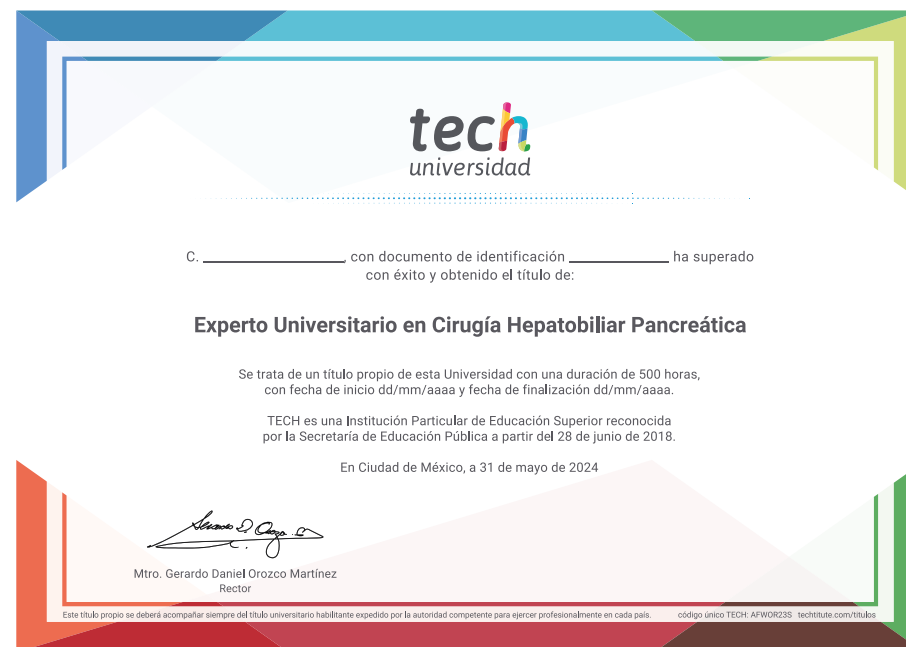 tech
universidad
C. ____________________, con documento de identificación ______________ ha superado
con éxito y obtenido el título de:
Experto Universitario en Cirugía Hepatobiliar Pancreática
Se trata de un título propio de esta Universidad con una duración de 500 horas,
con fecha de inicio dd/mm/aaaa y fecha de finalización dd/mm/aaaa.
TECH es una Institución Particular de Educación Superior reconocida
por la Secretaría de Educación Pública a partir del 28 de junio de 2018.
En Ciudad de México, a 31 de mayo de 2024
Mtro. Gerardo Daniel Orozco Martínez
Rector
Este título propio se deberá acompañar siempre del título universitario habilitante expedido por la autoridad competente para ejercer profesionalmente en cada país. código único TECH: AFWOR23S techtitute.com/titulos